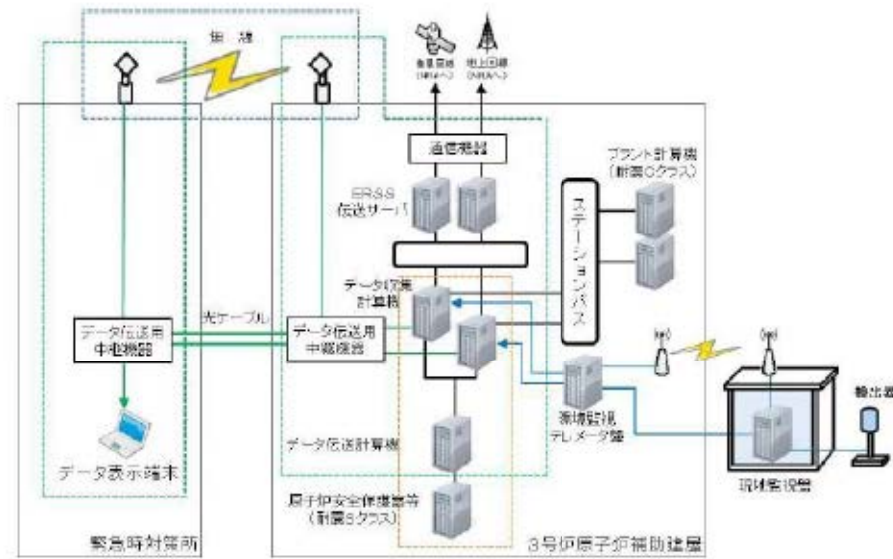 無線
衛星回線
(NRAへ)
地上回線
(NRAへ)
通信機器
プラント計算機
(耐震Cクラス)
ERSS
伝送サーバ
ステーションバス
データ収集
計算機
光ケーブル
データ伝送用
中継機器
データ伝送用
中継機器
環境監視
テレメータ盤
検出器
データ表示端末
データ伝送計算機
現地監視盤
原子炉安全保護盤等
(耐震Sクラス)
緊急時対策所
3号炉原子炉補助建屋